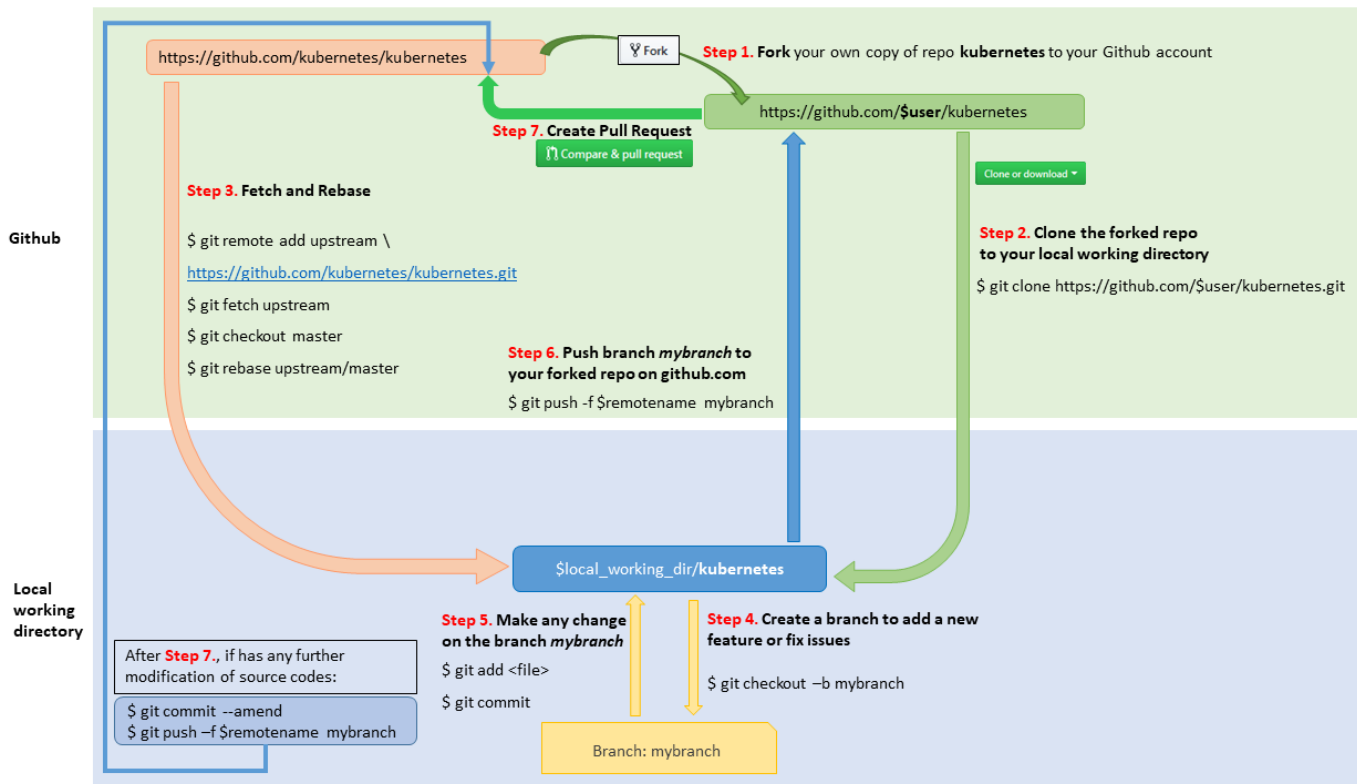 https://github.com/kubernetes/kubernetes
Fork
Step 1. Fork your own copy of repo kubernetes to your Github account
https://github.com/$user/kubernetes
Step 7. Create Pull Request
Compare & pull request
Clone or download
Step 3. Fetch and Rebase
$ git remote add upstream \
https://github.com/kubernetes/kubernetes.git
$ git fetch upstream
$ git checkout master
$ git rebase upstream/master
Github
Step 2. Clone the forked repo
to your local working directory
$ git clone https://github.com/$user/kubernetes.git
Step 6. Push branch mybranch to
your forked repo on github.com
$ git push -f $remotename mybranch
$local_working_dir/kubernetes
Local
working
directory
Step 5. Make any change
on the branch mybranch
$ git add <file>
$ git commit
Step 4. Create a branch to add a new
feature or fix issues
$ git checkout –b mybranch
After Step 7., if has any further
modification of source codes:
$ git commit --amend
$ git push –f $remotename mybranch
Branch: mybranch